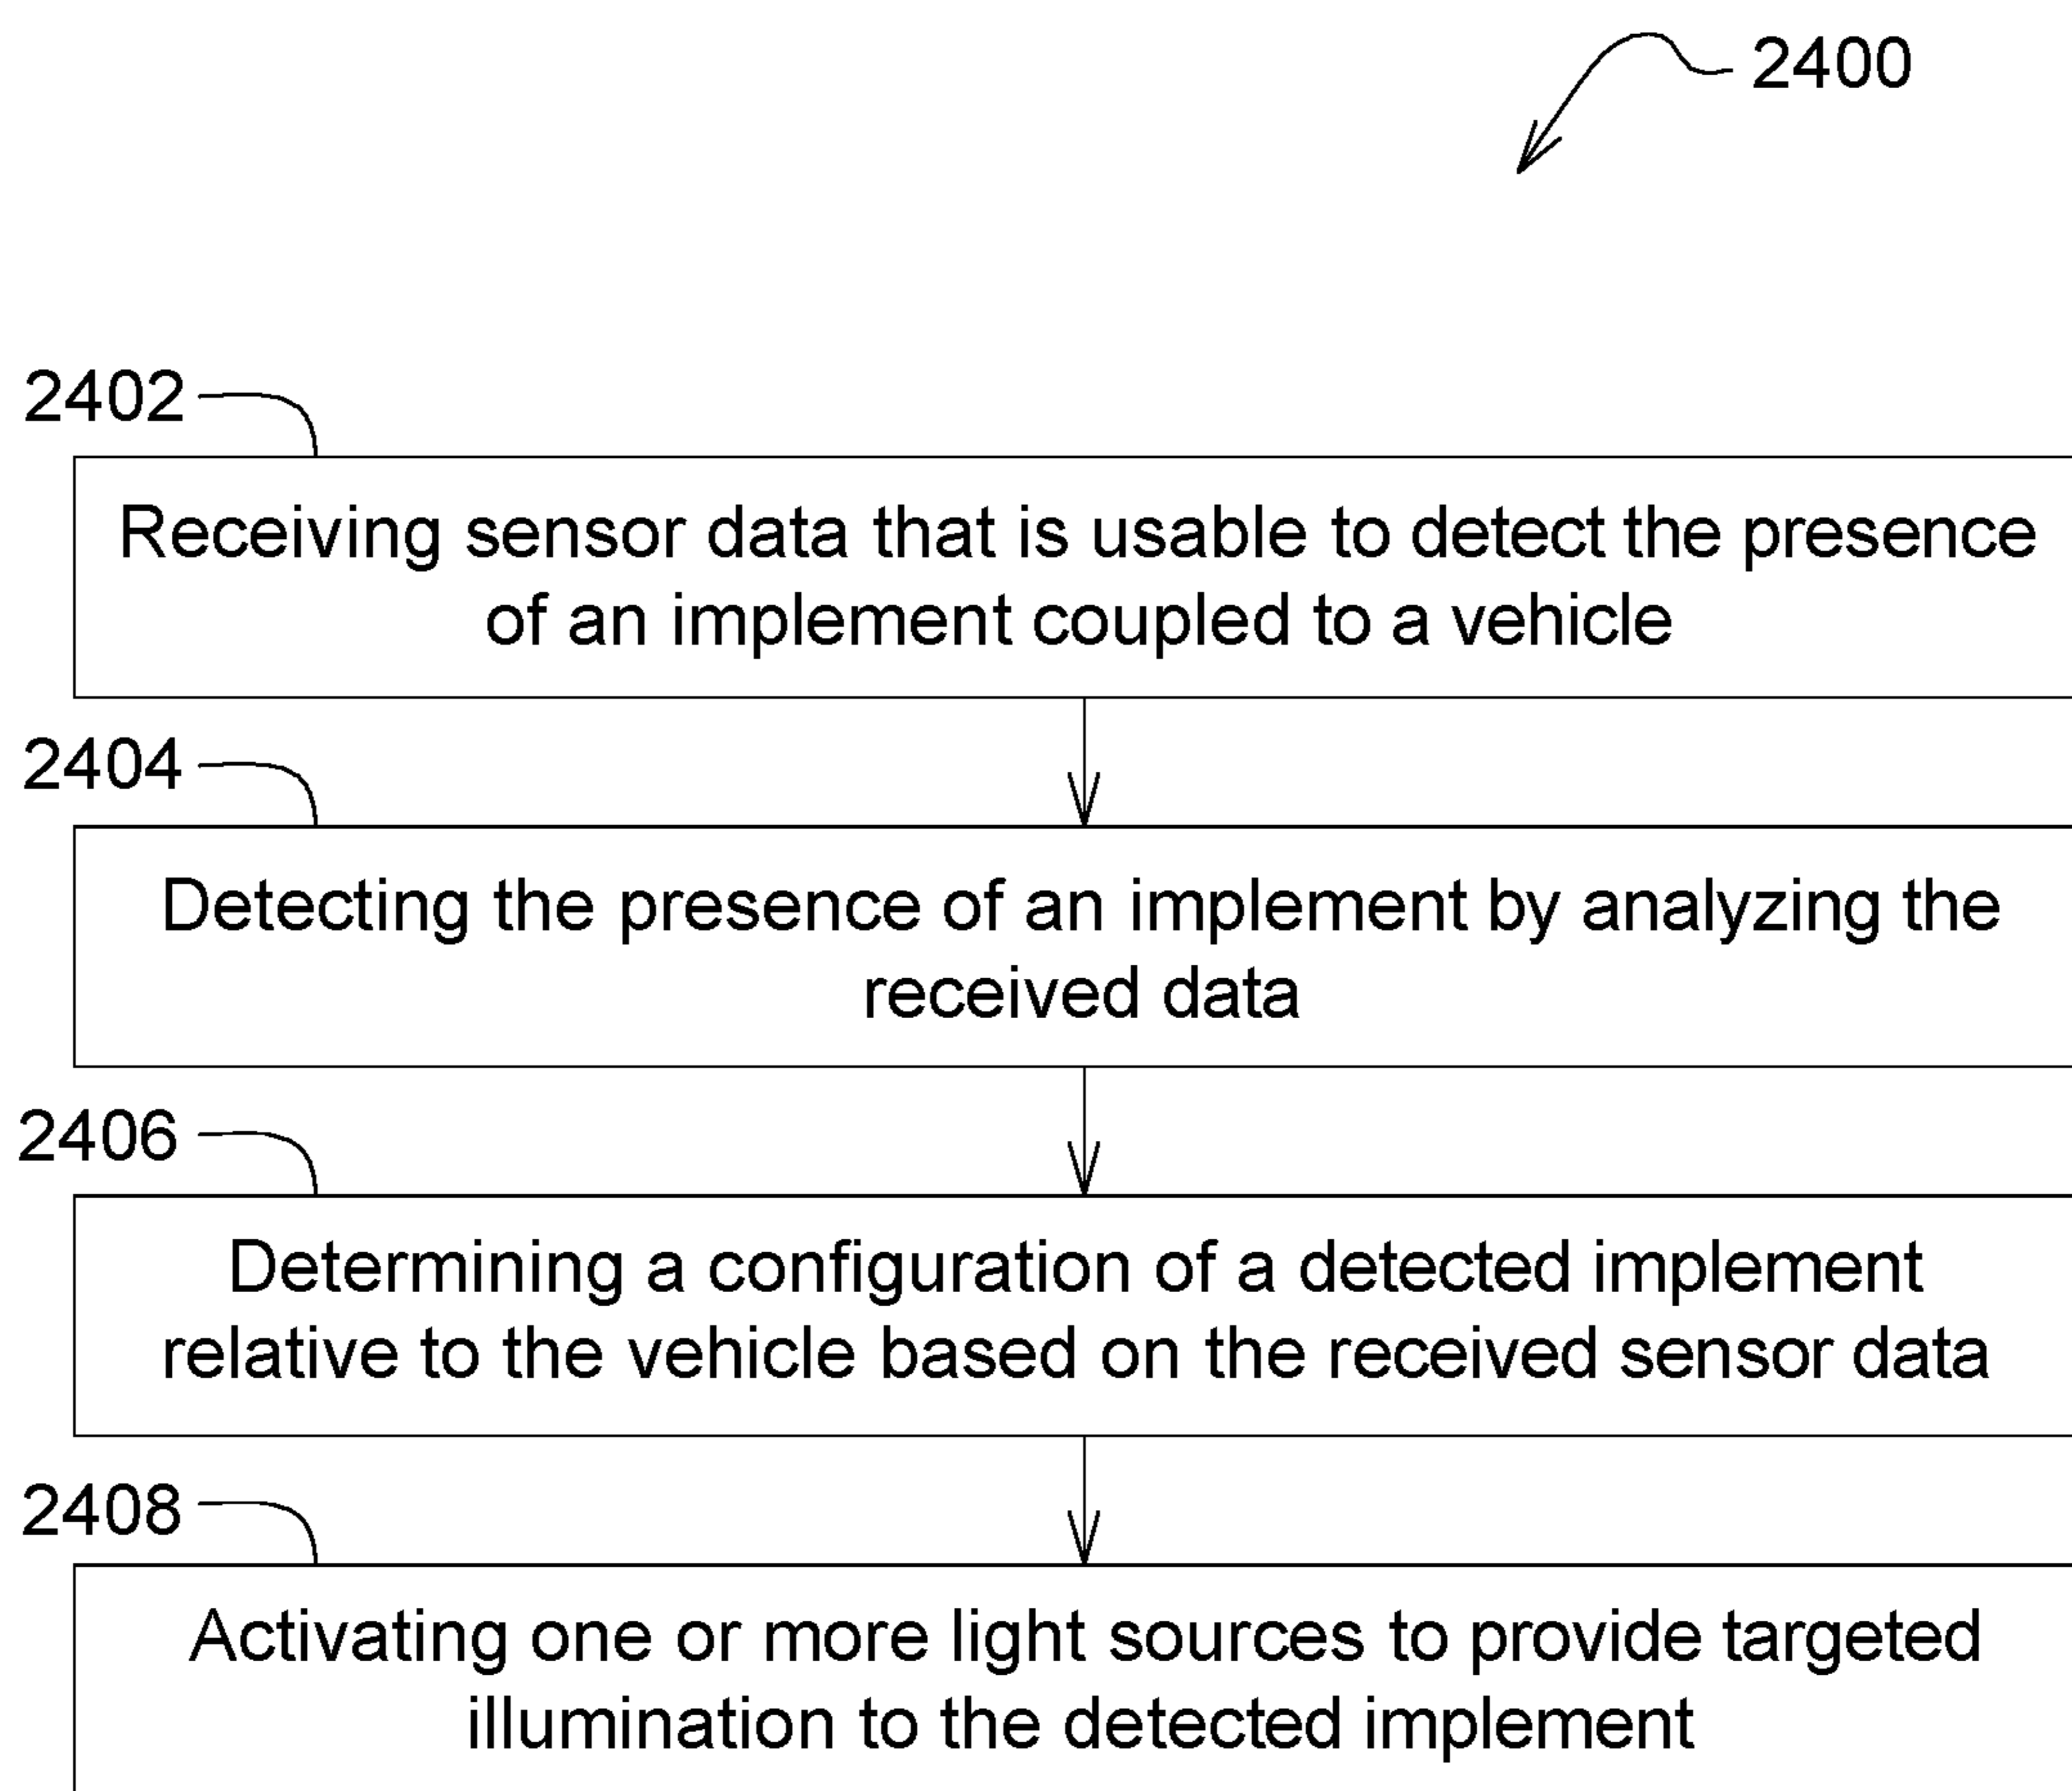 2400
2402
Receiving sensor data that is usable to detect the presence
of an implement coupled to a vehicle
2404
Detecting the presence of an implement by analyzing the
received data
2406
Determining a configuration of a detected implement
relative to the vehicle based on the received sensor data
2408
Activating one or more light sources to provide targeted
illumination to the detected implement